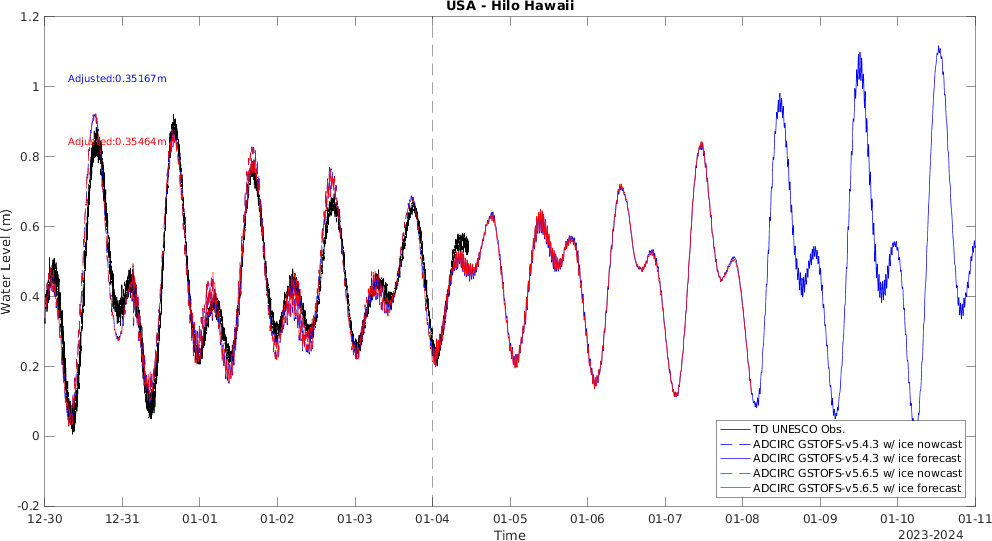 USA - Hilo Hawaii
1.2
1
0.8
0.6
0.4
0.2
0
-0.2
Water Level (m)
Adjusted:0.35167m
Adjusted:0.35464m
TD UNESCO Obs.
ADCIRC GSTOFS-v5.4.3 w/ ice nowcast
ADCIRC GSTOFS-v5.4.3 w/ ice forecast
ADCIRC GSTOFS-v5.6.5 w/ ice nowcast
ADCIRC GSTOFS-v5.6.5 w/ ice forecast
12-30 12-31 01-01 01-02 01-03 01-04 01-05 01-06 01-07 01-08 01-09 01-10 01-11
Time
2023-2024